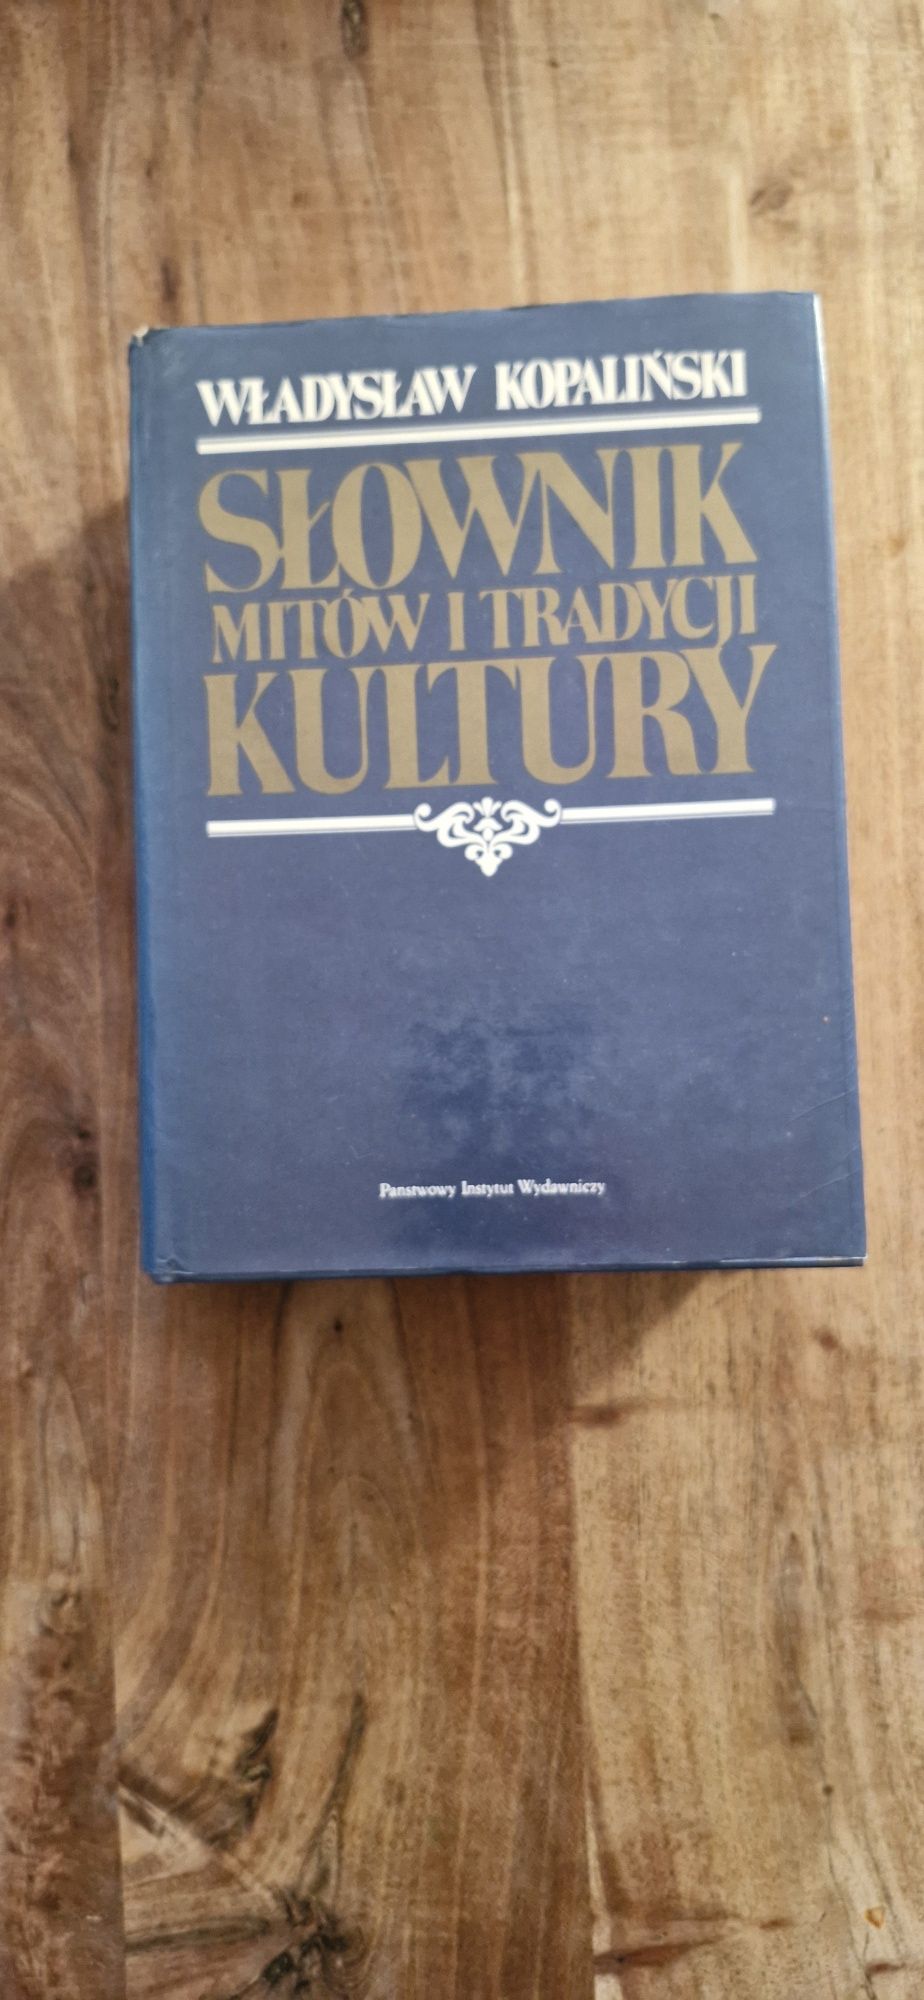 WŁADYSŁAW KOPALIŃSKI
SŁOWNIK
MITÓW I TRADYCJI
KULTURY
Państwowy Instytut Wydawniczy